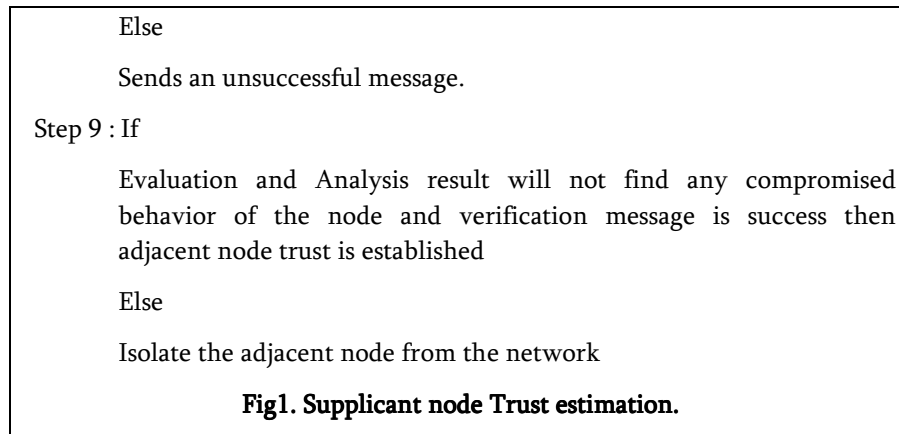 Else
Sends an unsuccessful message.
Step 9 : If
Evaluation and Analysis result will not find any compromised
behavior of the node and verification message is success then
adjacent node trust is established
Else
Isolate the adjacent node from the network
Fig1. Supplicant node Trust estimation.